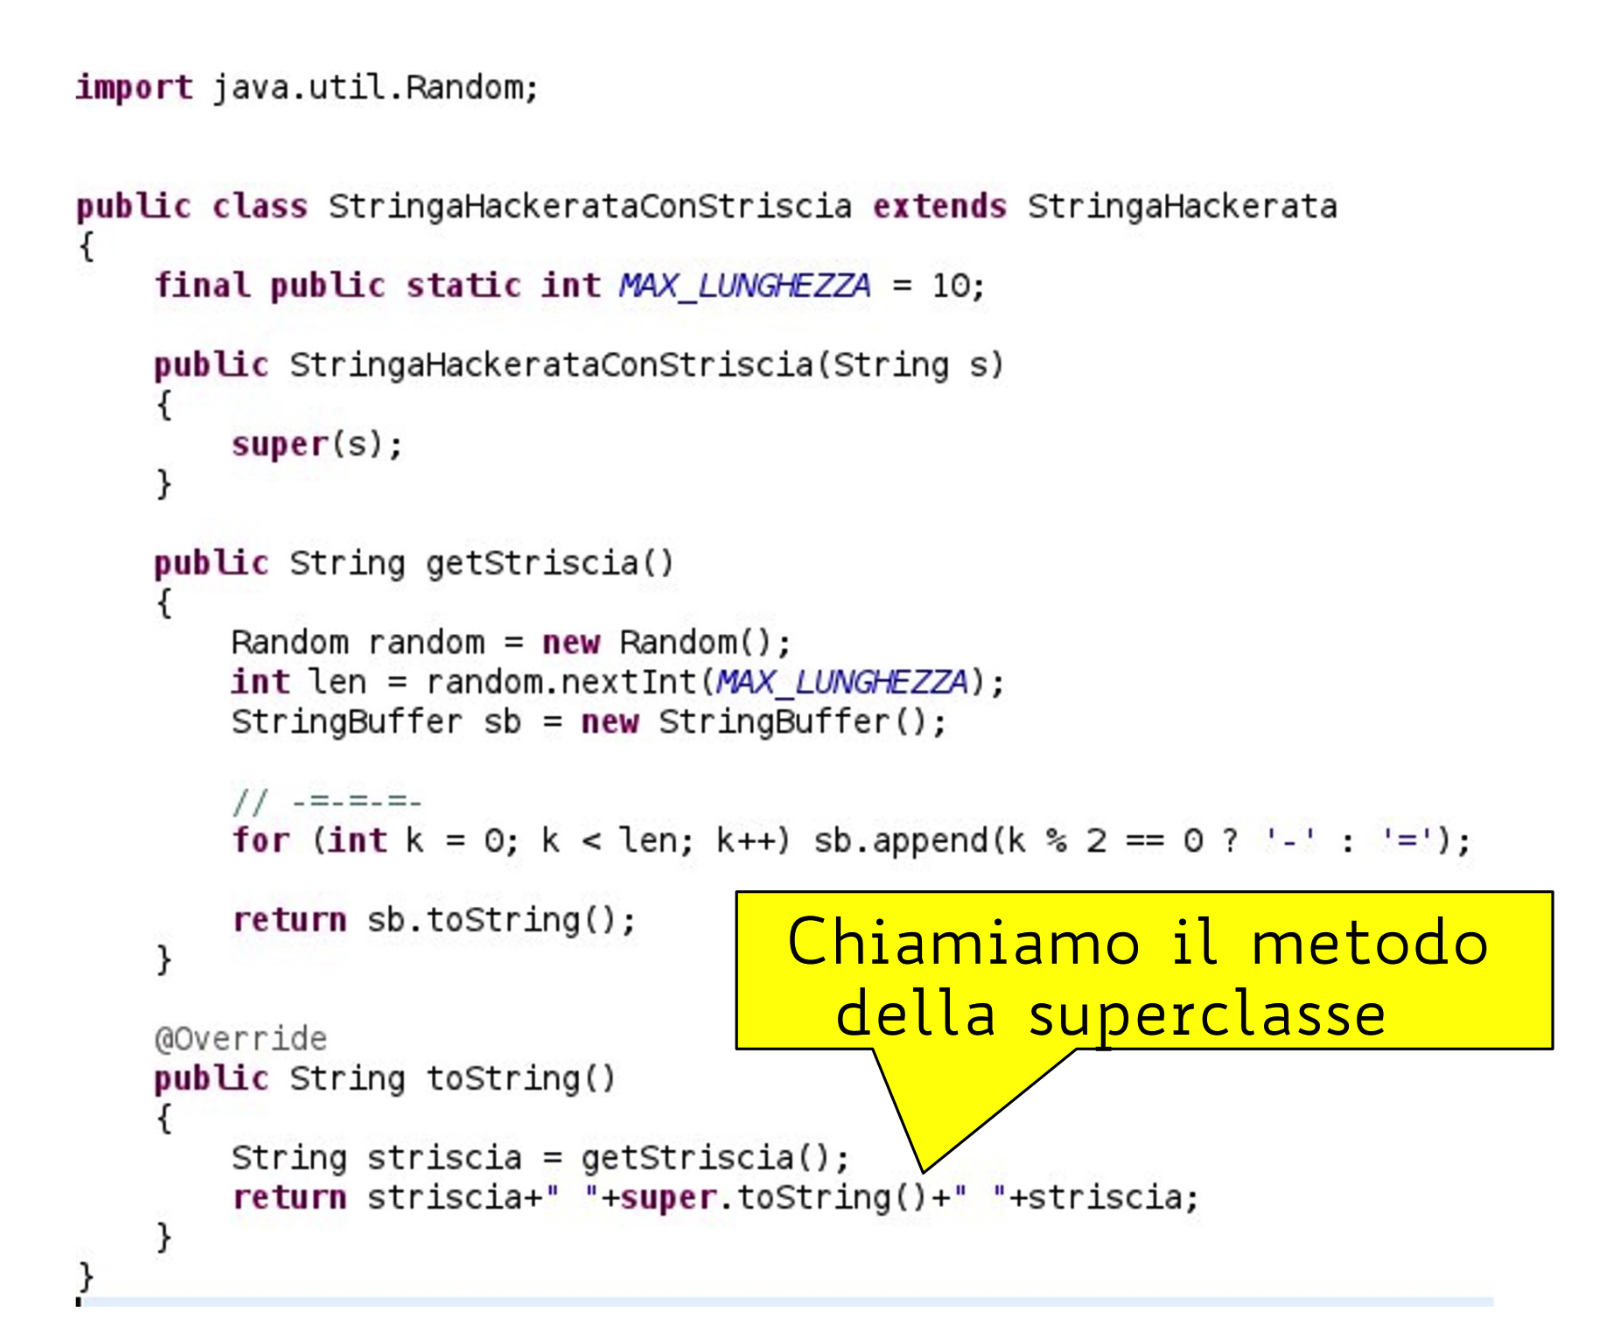 import java.util.Random;
public class StringaHackerataConStriscia extends StringaHackerata
{
    final public static int MAX_LUNGHEZZA = 10;
    public StringaHackerataConStriscia(String s)
    {
        super(s);
    }
    public String getStriscia()
    {
        Random random = new Random();
        int len = random.nextInt(MAX_LUNGHEZZA);
        StringBuffer sb = new StringBuffer();
        // -=-=-=-
        for (int k = 0; k < len; k++) sb.append(k % 2 == 0 ? '-' : '=');
        return sb.toString();
    }
    @Override
    public String toString()
    {
        String striscia = getStriscia();
        return striscia+" "+super.toString()+" "+striscia;
    }
}
Chiamiamo il metodo
della superclasse